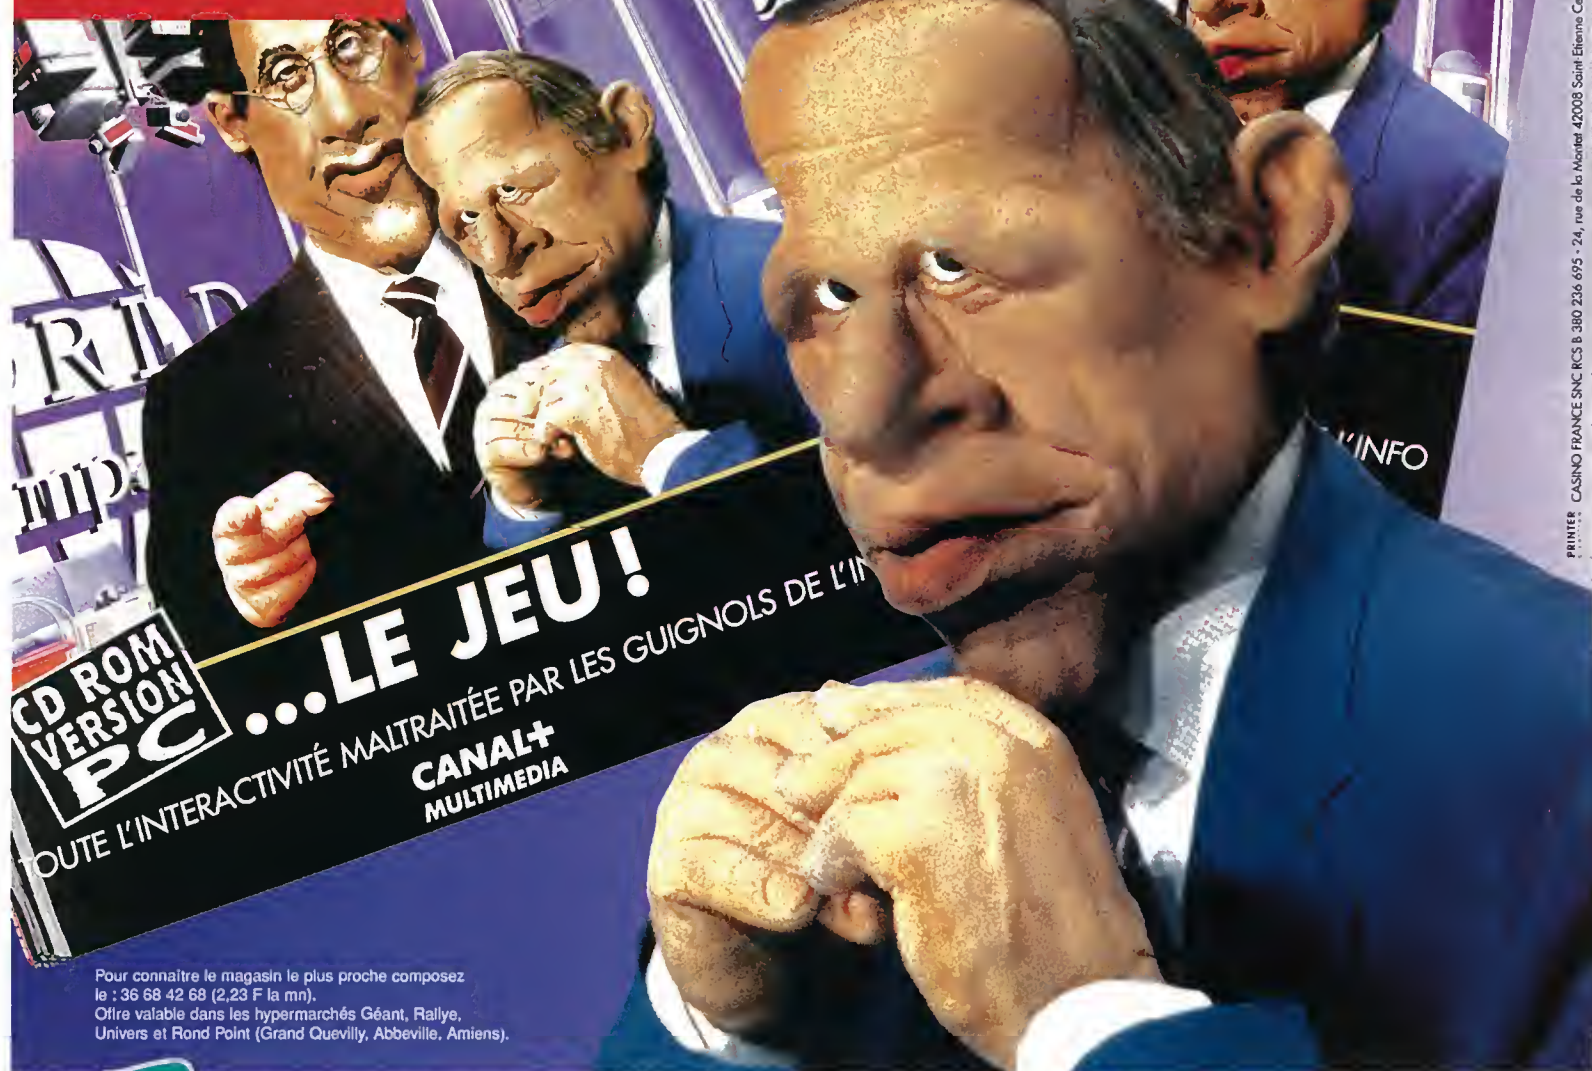 L'INFO
...LE JEU !
TOUTE L'INTERACTIVITÉ MALTRAITÉE PAR LES GUIGNOLS DE L'IN
CD ROM
VERSION
PC
CANAL+
MULTIMEDIA
Pour connaître le magasin le plus proche composez
le : 36 68 42 68 (2,23 F la mn).
Offre valable dans les hypermarchés Géant, Rallye,
Univers et Rond Point (Grand Quevilly, Abbeville, Amiens).
PRINTER CASINO FRANCE SNC RCS B 380 236 695 - 24, rue de la Montat 42008 Saint-Etienne Ce